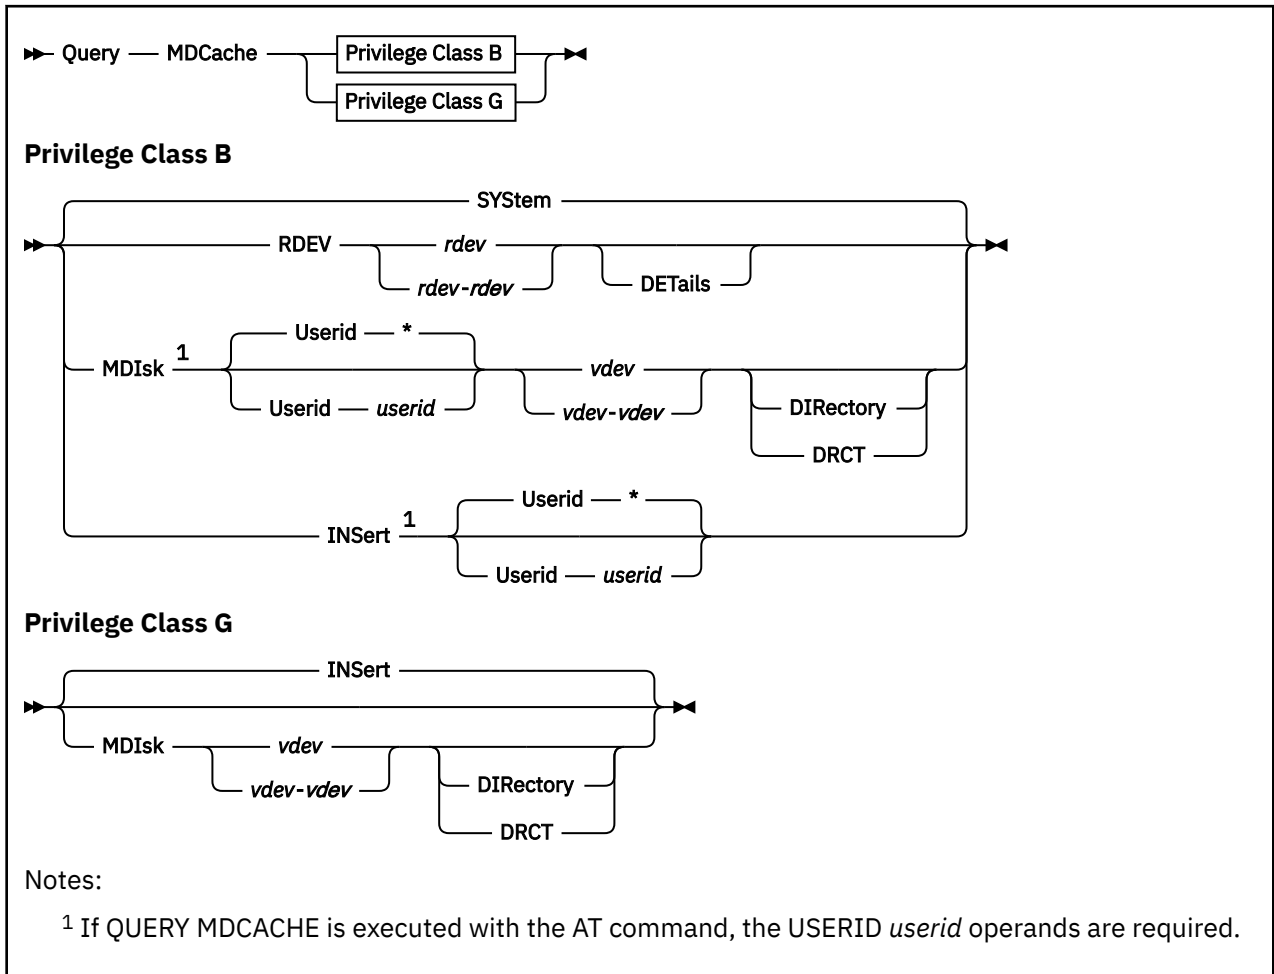 Query MDCache Privilege Class B
Privilege Class G
Privilege Class B
SYStem
RDEV rdev
rdev-rdev DETails
Userid *
MDIsk 1 vdev
Userid userid vdev-vdev DIRectory
DRCT
Userid *
INSert 1
Userid userid
Privilege Class G
INSert
MDIsk vdev
vdev-vdev DIRectory
DRCT
Notes:
1 If QUERY MDCACHE is executed with the AT command, the USERID userid operands are required.